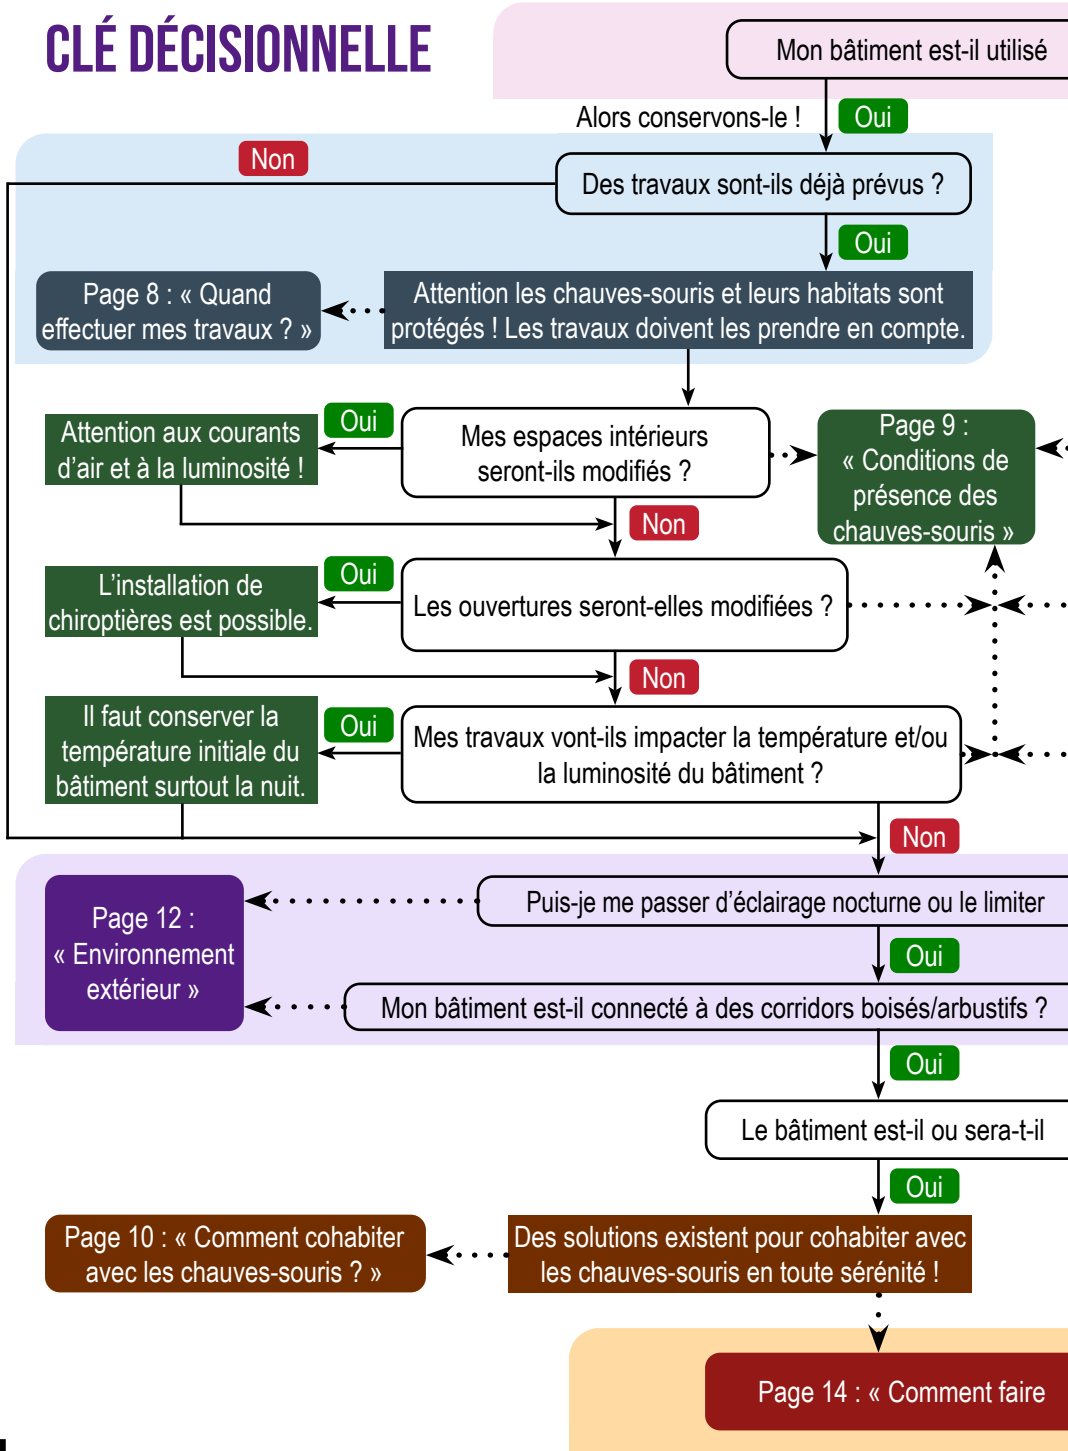 CLÉ DÉCISIONNELLE
Mon bâtiment est-il utilisé
Alors conservons-le !
Oui
Non
Des travaux sont-ils déjà prévus ?
Oui
Page 8 : « Quand
effectuer mes travaux ? »
Attention les chauves-souris et leurs habitats sont
protégés ! Les travaux doivent les prendre en compte.
Attention aux courants
d’air et à la luminosité !
Oui
Mes espaces intérieurs
seront-ils modifiés ?
Page 9 :
« Conditions de
présence des
chauves-souris »
Non
L’installation de
chiroptières est possible.
Oui
Les ouvertures seront-elles modifiées ?
Non
Il faut conserver la
température initiale du
bâtiment surtout la nuit.
Oui
Mes travaux vont-ils impacter la température et/ou
la luminosité du bâtiment ?
Non
Page 12 :
« Environnement
extérieur »
Puis-je me passer d’éclairage nocturne ou le limiter
Oui
Mon bâtiment est-il connecté à des corridors boisés/arbustifs ?
Oui
Le bâtiment est-il ou sera-t-il
Oui
Page 10 : « Comment cohabiter
avec les chauves-souris ? »
Des solutions existent pour cohabiter avec
les chauves-souris en toute sérénité !
Page 14 : « Comment faire